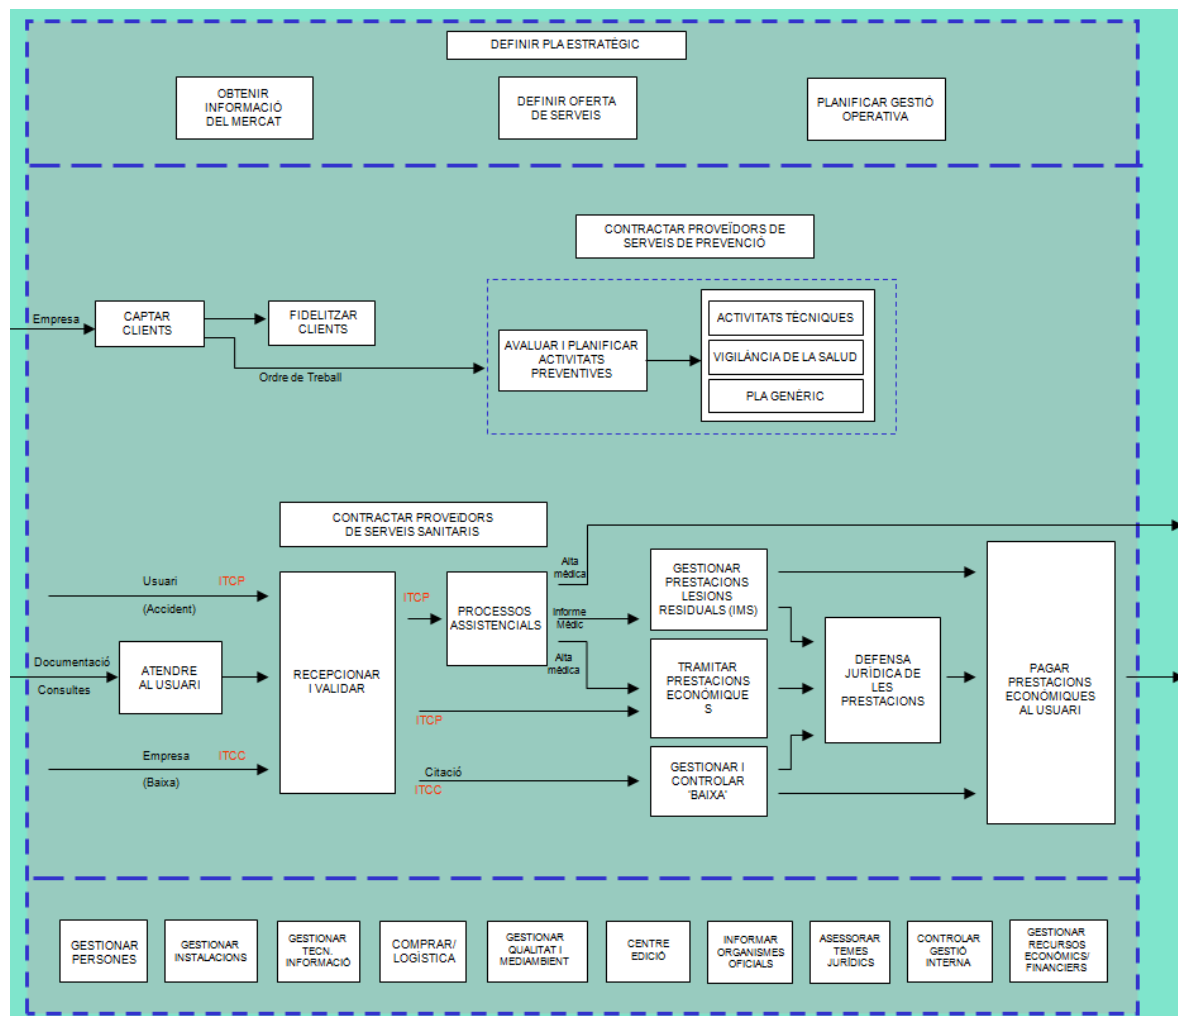 DEFINIR PLA ESTRATÈGIC
OBTENIR
INFORMACIÓ
DEL MERCAT
DEFINIR OFERTA
DE SERVEIS
PLANIFICAR GESTIÓ
OPERATIVA
CONTRACTAR PROVEÏDORS DE
SERVEIS DE PREVENCIÓ
Empresa
CAPTAR
CLIENTS
FIDELITZAR
CLIENTS
Ordre de Treball
AVALUAR I PLANIFICAR
ACTIVITATS
PREVENTIVES
ACTIVITATS TÈCNIQUES
VIGILÀNCIA DE LA SALUD
PLA GENÈRIC
CONTRACTAR PROVEÏDORS
DE SERVEIS SANITARIS
Usuari
ITCP
(Accident)
Documentació
Consultes
ATENDRE
AL USUARI
Empresa
ITCC
(Baixa)
RECEPCIONAR
I VALIDAR
ITCP
PROCESSOS
ASSISTENCIALS
Alta
mèdica
Informe
Mèdic
Alta
mèdica
ITCP
Citació
ITCC
GESTIONAR
PRESTACIONS
LESIONS
RESIDUALS (IMS)
TRAMITAR
PRESTACIONS
ECONÒMIQUE
S
GESTIONAR I
CONTROLAR
'BAIXA'
DEFENSA
JURÍDICA DE
LES
PRESTACIONS
PAGAR
PRESTACIONS
ECONÒMIQUES
AL USUARI
GESTIONAR
PERSONES
GESTIONAR
INSTALACIONS
GESTIONAR
TECN.
INFORMACIÓ
COMPRAR/
LOGÍSTICA
GESTIONAR
QUALITAT I
MEDIAMBIENT
CENTRE
EDICIÓ
INFORMAR
ORGANISMES
OFICIALS
ASESSORAR
TEMES
JURÍDICS
CONTROLAR
GESTIÓ
INTERNA
GESTIONAR
RECURSOS
ECONÒMICS/
FINANCIERS